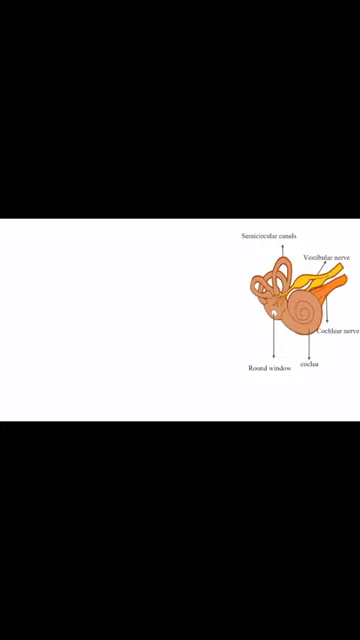 Semicircular canals
Vestibular nerve
Cochlear nerve
Round window
coclea